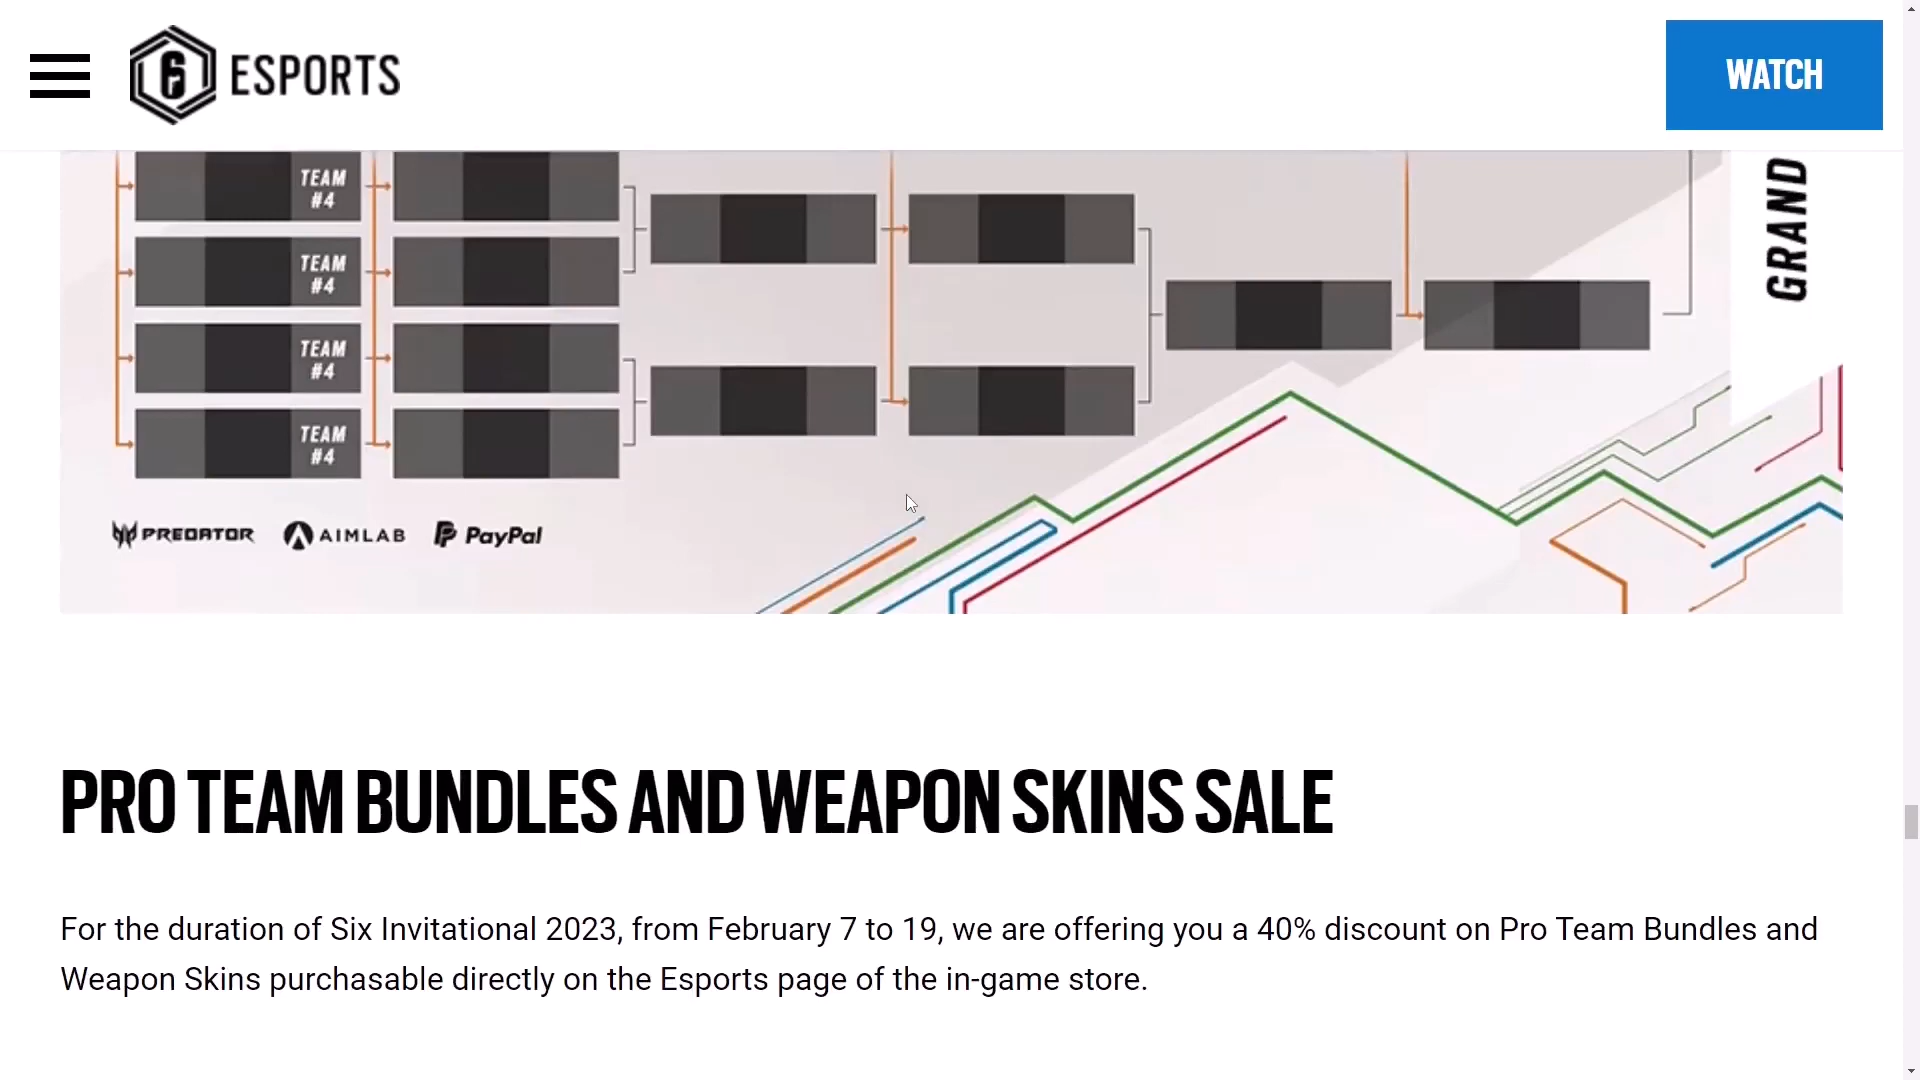 ESPORTS
WATCH
TEAM
#4
TEAM
#4
TEAM
#4
TEAM
#4
GRAND
PREDATOR AIMLAB PayPal
PRO TEAM BUNDLES AND WEAPON SKINS SALE
For the duration of Six Invitational 2023, from February 7 to 19, we are offering you a 40% discount on Pro Team Bundles and
Weapon Skins purchasable directly on the Esports page of the in-game store.